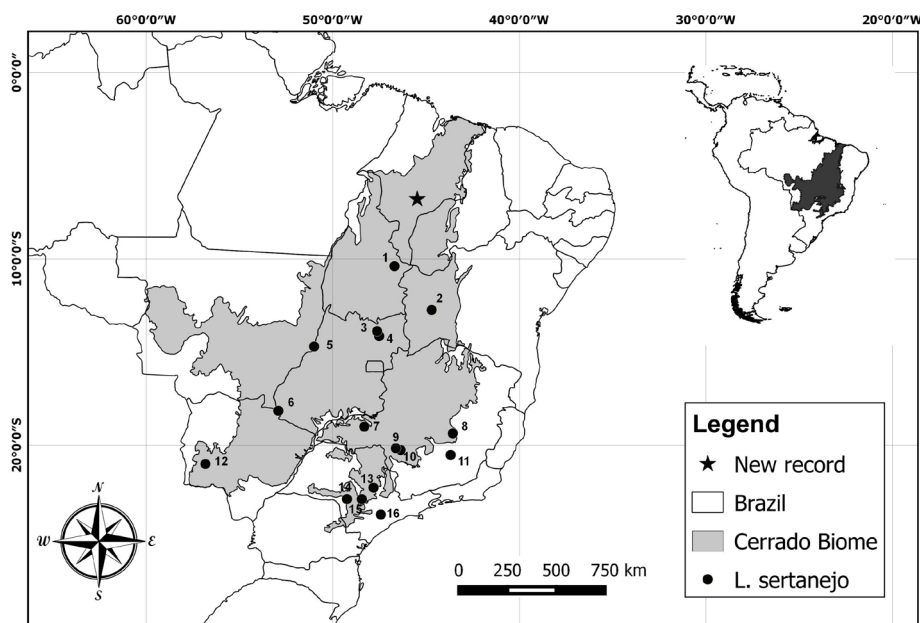 60°0'0"W 50°0'0"W 40°0'0"W 30°0'0"W 20°0'0"W
0°0'0"
10°0'0"S
20°0'0"S
1
2
3
4
5
6
7
8
9
10
11
12
13
14
15
16
Legend
New record
Brazil
Cerrado Biome
L. sertanejo
N
W E
S
0 250 500 750 km